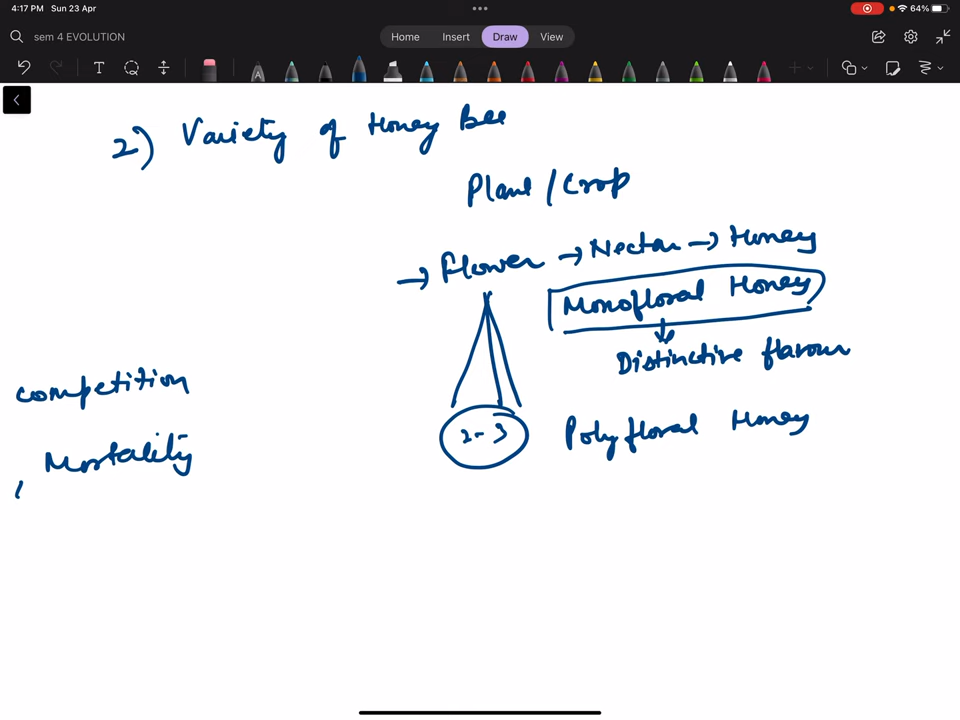 4:17 PM Sun 23 Apr
64%
sem 4 EVOLUTION
Home Insert Draw View
T
A
2) Variety of Honey Bee
Plant / Crop
→ Flower → Nectar → Honey
Monofloral Honey
↓
Distinctive flavour
competition
2-3 Polyfloral Honey
Mortality